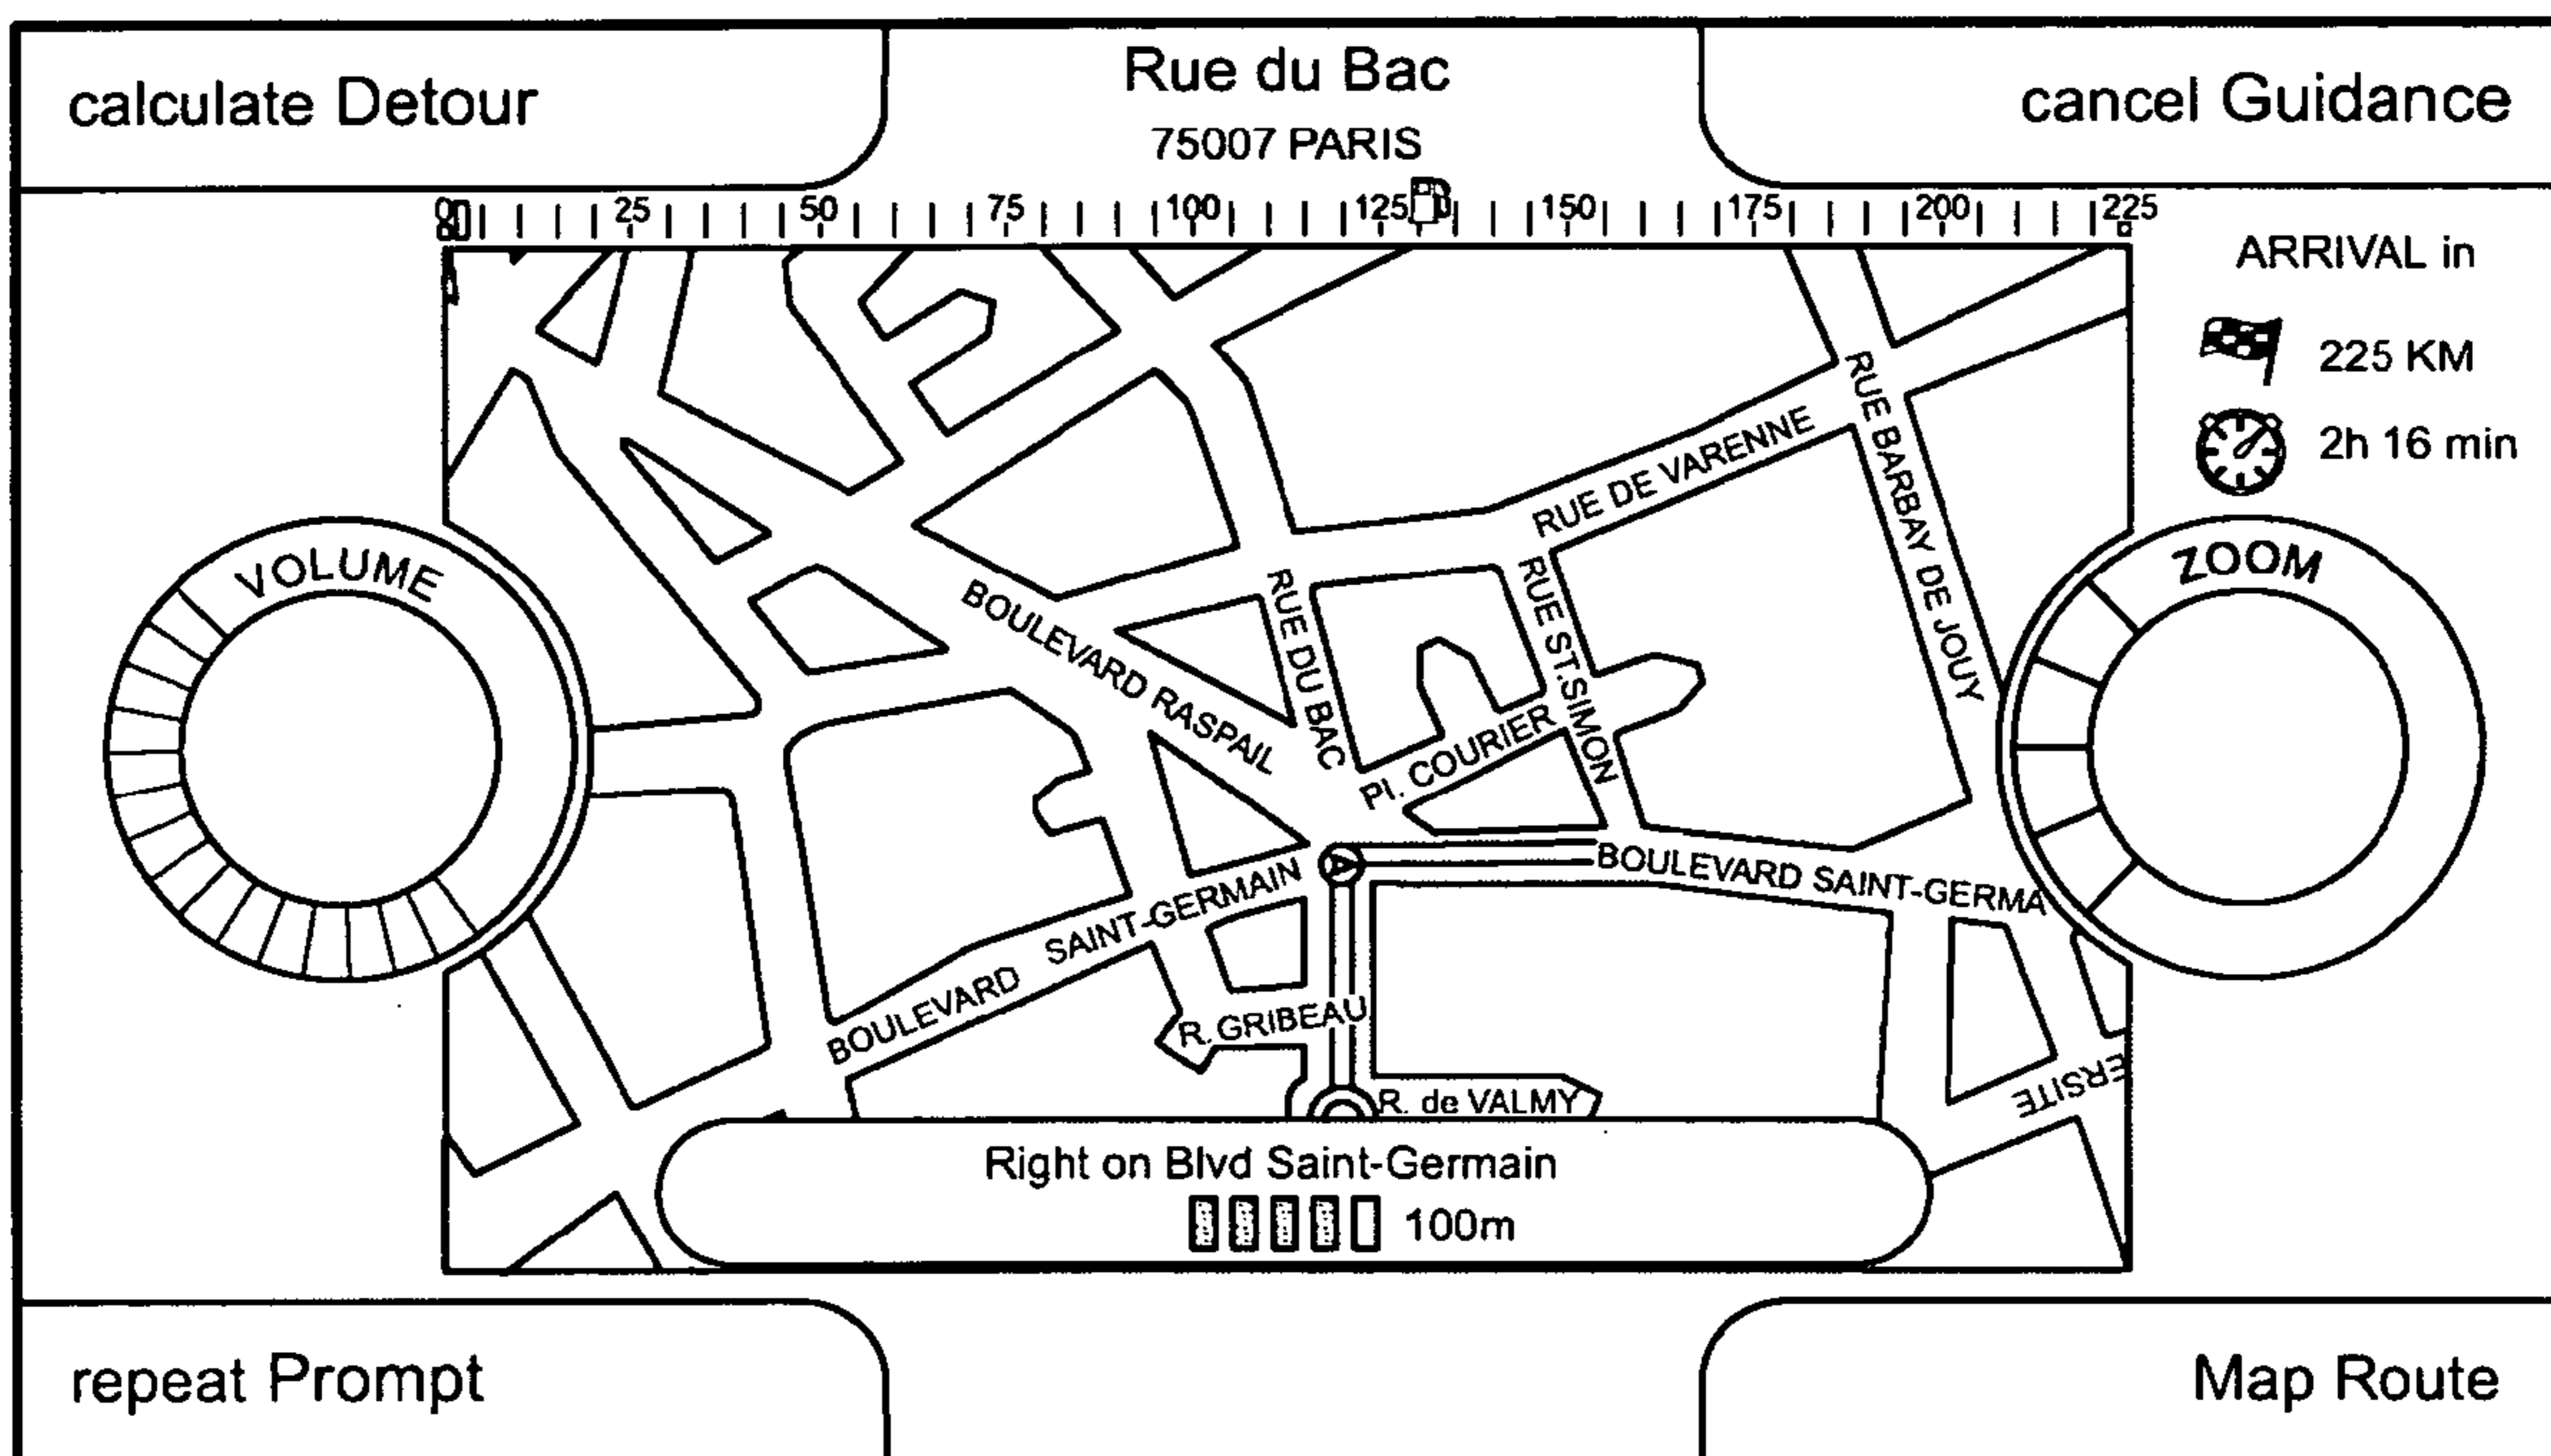 calculate Detour
Rue du Bac
75007 PARIS
cancel Guidance
0 25 50 75 100 125 150 175 200 225
ARRIVAL in
225 KM
2h 16 min
VOLUME
ZOOM
RUE DE VARENNE
RUE BARBAY DE JOUY
BOULEVARD RASPAIL
RUE DU BAC
RUE ST.SIMON
Pl. COURIER
BOULEVARD SAINT-GERMAIN
BOULEVARD SAINT-GERMA
R. GRIBEAU
R. de VALMY
ERSITE
Right on Blvd Saint-Germain
100m
repeat Prompt
Map Route